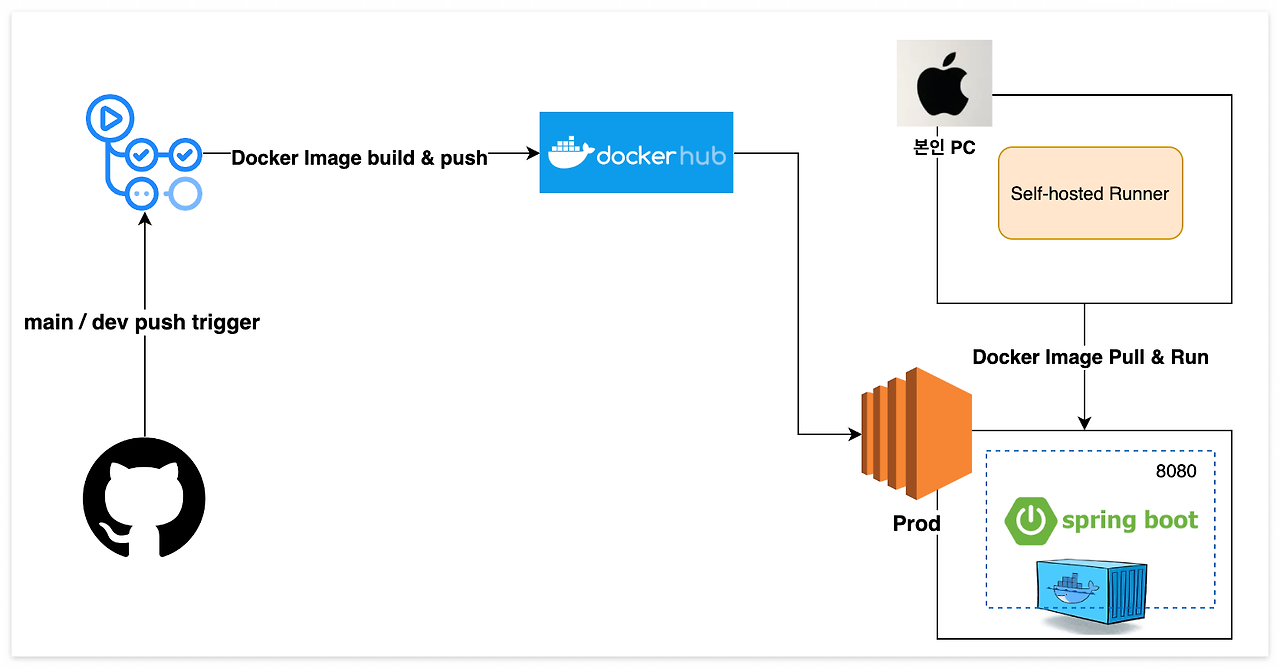 Docker Image build & push
docker hub
본인 PC
Self-hosted Runner
main / dev push trigger
Docker Image Pull & Run
Prod
8080
spring boot